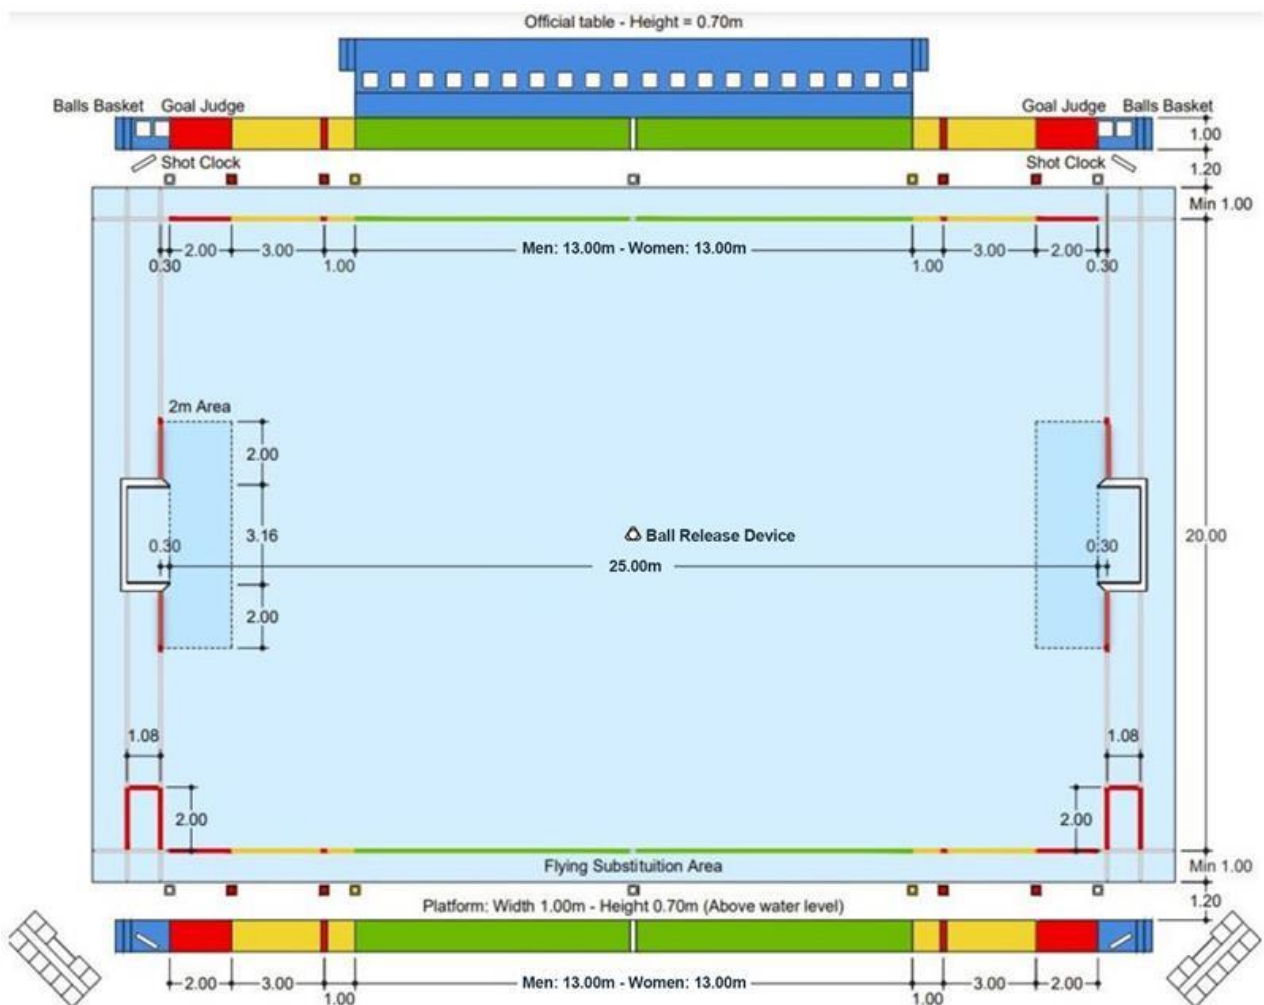 Official table - Height = 0.70m
Balls Basket Goal Judge
Goal Judge Balls Basket
1.00
Shot Clock
Shot Clock
1.20
Min 1.00
2.00 3.00 Men: 13.00m - Women: 13.00m 3.00 2.00
0.30 1.00 1.00 0.30
2m Area
2.00
3.16
Ball Release Device
20.00
0.30
0.30
25.00m
2.00
1.08
1.08
2.00
2.00
Flying Substituition Area
Min 1.00
Platform: Width 1.00m - Height 0.70m (Above water level)
1.20
2.00 3.00 Men: 13.00m - Women: 13.00m 3.00 2.00
1.00 1.00